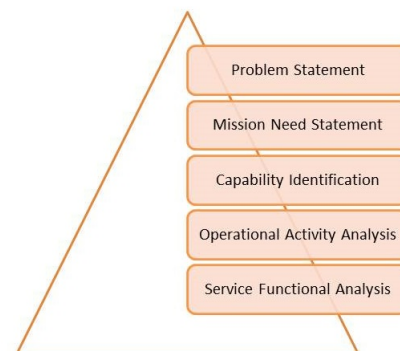 Problem Statement
Mission Need Statement
Capability Identification
Operational Activity Analysis
Service Functional Analysis